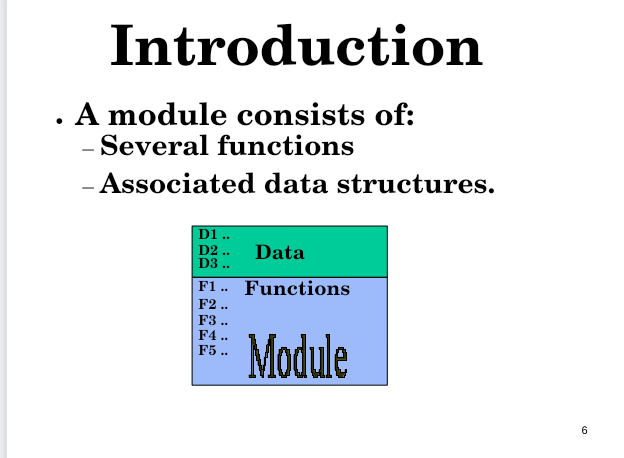 Introduction
• A module consists of:
– Several functions
– Associated data structures.
D1 ..
D2 .. Data
D3 ..
F1 .. Functions
F2 ..
F3 ..
F4 ..
F5 ..
Module
6